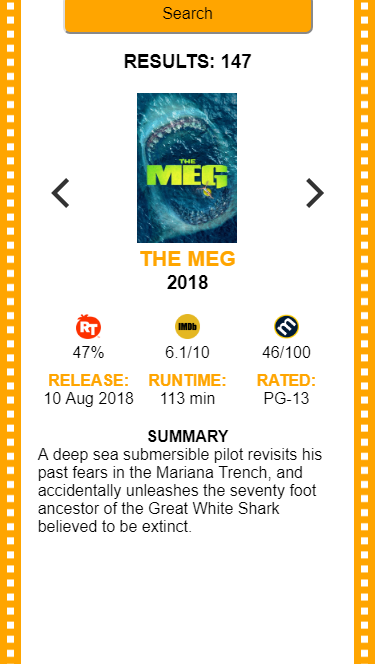 Search
RESULTS: 147
THE
MEG
THE MEG
2018
RT IMDb M
47% 6.1/10 46/100
RELEASE: RUNTIME: RATED:
10 Aug 2018 113 min PG-13
SUMMARY
A deep sea submersible pilot revisits his
past fears in the Mariana Trench, and
accidentally unleashes the seventy foot
ancestor of the Great White Shark
believed to be extinct.